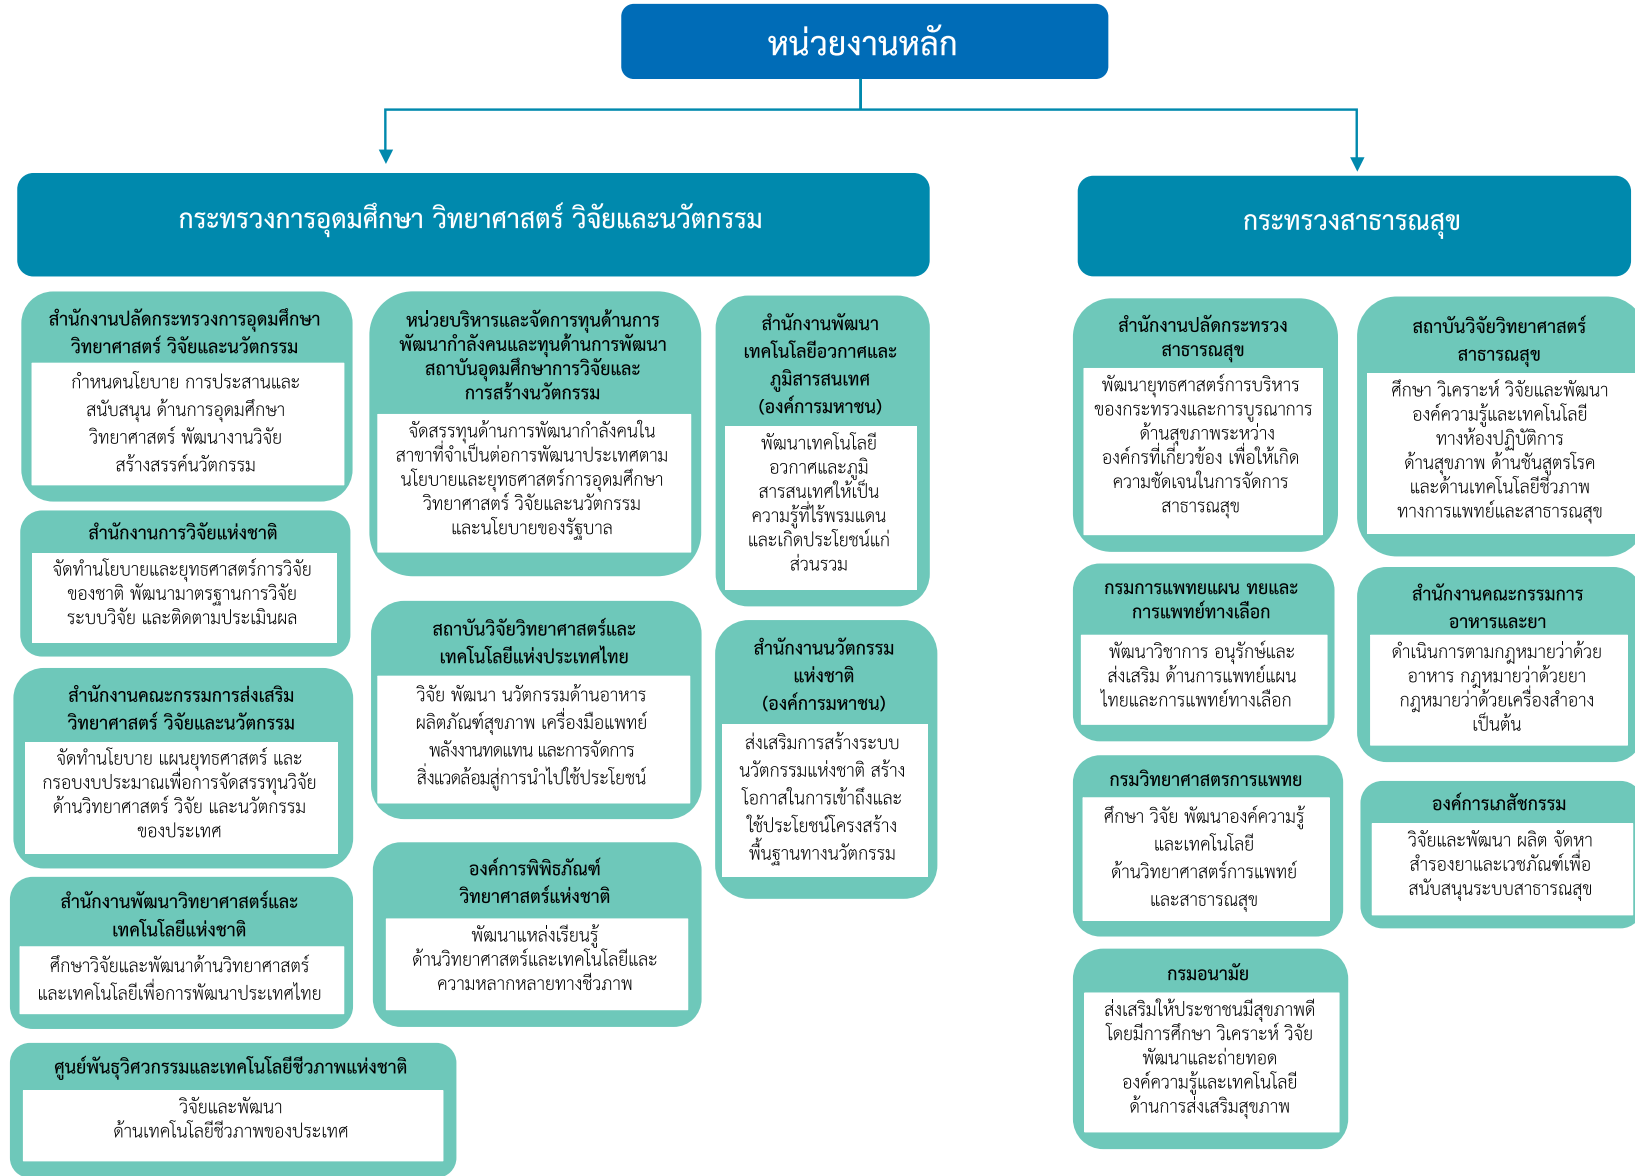 หน่วยงานหลัก
กระทรวงการอุดมศึกษา วิทยาศาสตร์ วิจัยและนวัตกรรม
สำนักงานปลัดกระทรวงการอุดมศึกษา
วิทยาศาสตร์ วิจัยและนวัตกรรม
กำหนดนโยบาย การประสานและ
สนับสนุน ด้านการอุดมศึกษา
วิทยาศาสตร์ พัฒนางานวิจัย
สร้างสรรค์นวัตกรรม
สำนักงานการวิจัยแห่งชาติ
จัดทำนโยบายและยุทธศาสตร์การวิจัย
ของชาติ พัฒนามาตรฐานการวิจัย
ระบบวิจัย และติดตามประเมินผล
สำนักงานคณะกรรมการส่งเสริม
วิทยาศาสตร์ วิจัยและนวัตกรรม
จัดทำนโยบาย แผนยุทธศาสตร์ และ
กรอบงบประมาณเพื่อการจัดสรรทุนวิจัย
ด้านวิทยาศาสตร์ วิจัย และนวัตกรรม
ของประเทศ
สำนักงานพัฒนาวิทยาศาสตร์และ
เทคโนโลยีแห่งชาติ
ศึกษาวิจัยและพัฒนาด้านวิทยาศาสตร์
และเทคโนโลยีเพื่อการพัฒนาประเทศไทย
ศูนย์พันธุวิศวกรรมและเทคโนโลยีชีวภาพแห่งชาติ
วิจัยและพัฒนา
ด้านเทคโนโลยีชีวภาพของประเทศ
หน่วยบริหารและจัดการทุนด้านการ
พัฒนากำลังคนและทุนด้านการพัฒนา
สถาบันอุดมศึกษาการวิจัยและ
การสร้างนวัตกรรม
จัดสรรทุนด้านการพัฒนากำลังคนใน
สาขาที่จำเป็นต่อการพัฒนาประเทศตาม
นโยบายและยุทธศาสตร์การอุดมศึกษา
วิทยาศาสตร์ วิจัยและนวัตกรรม
และนโยบายของรัฐบาล
สถาบันวิจัยวิทยาศาสตร์และ
เทคโนโลยีแห่งประเทศไทย
วิจัย พัฒนา นวัตกรรมด้านอาหาร
ผลิตภัณฑ์สุขภาพ เครื่องมือแพทย์
พลังงานทดแทน และการจัดการ
สิ่งแวดล้อมสู่การนำไปใช้ประโยชน์
องค์การพิพิธภัณฑ์
วิทยาศาสตร์แห่งชาติ
พัฒนาแหล่งเรียนรู้
ด้านวิทยาศาสตร์และเทคโนโลยีและ
ความหลากหลายทางชีวภาพ
สำนักงานพัฒนา
เทคโนโลยีอวกาศและ
ภูมิสารสนเทศ
(องค์การมหาชน)
พัฒนาเทคโนโลยี
อวกาศและภูมิ
สารสนเทศให้เป็น
ความรู้ที่ไร้พรมแดน
และเกิดประโยชน์แก่
ส่วนรวม
สำนักงานนวัตกรรม
แห่งชาติ
(องค์การมหาชน)
ส่งเสริมการสร้างระบบ
นวัตกรรมแห่งชาติ สร้าง
โอกาสในการเข้าถึงและ
ใช้ประโยชน์โครงสร้าง
พื้นฐานทางนวัตกรรม
กระทรวงสาธารณสุข
สำนักงานปลัดกระทรวง
สาธารณสุข
พัฒนายุทธศาสตร์การบริหาร
ของกระทรวงและการบูรณาการ
ด้านสุขภาพระหว่าง
องค์กรที่เกี่ยวข้อง เพื่อให้เกิด
ความชัดเจนในการจัดการ
สาธารณสุข
กรมการแพทยแผน ทยและ
การแพทย์ทางเลือก
พัฒนาวิชาการ อนุรักษ์และ
ส่งเสริม ด้านการแพทย์แผน
ไทยและการแพทย์ทางเลือก
กรมวิทยาศาสตรการแพทย
ศึกษา วิจัย พัฒนาองค์ความรู้
และเทคโนโลยี
ด้านวิทยาศาสตร์การแพทย์
และสาธารณสุข
กรมอนามัย
ส่งเสริมให้ประชาชนมีสุขภาพดี
โดยมีการศึกษา วิเคราะห์ วิจัย
พัฒนาและถ่ายทอด
องค์ความรู้และเทคโนโลยี
ด้านการส่งเสริมสุขภาพ
สถาบันวิจัยวิทยาศาสตร์
สาธารณสุข
ศึกษา วิเคราะห์ วิจัยและพัฒนา
องค์ความรู้และเทคโนโลยี
ทางห้องปฏิบัติการ
ด้านสุขภาพ ด้านชันสูตรโรค
และด้านเทคโนโลยีชีวภาพ
ทางการแพทย์และสาธารณสุข
สำนักงานคณะกรรมการ
อาหารและยา
ดำเนินการตามกฎหมายว่าด้วย
อาหาร กฎหมายว่าด้วยยา
กฎหมายว่าด้วยเครื่องสำอาง
เป็นต้น
องค์การเภสัชกรรม
วิจัยและพัฒนา ผลิต จัดหา
สำรองยาและเวชภัณฑ์เพื่อ
สนับสนุนระบบสาธารณสุข